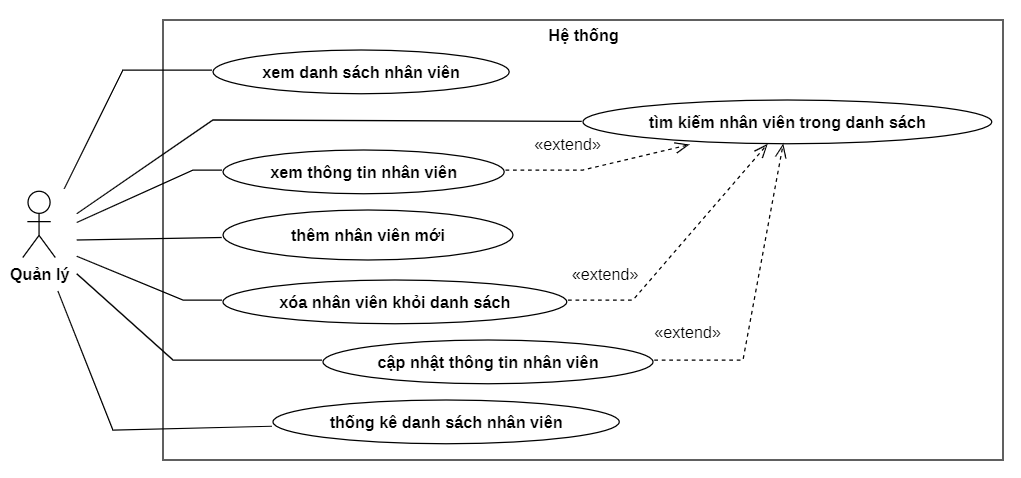 Hệ thống
xem danh sách nhân viên
tìm kiếm nhân viên trong danh sách
«extend»
xem thông tin nhân viên
thêm nhân viên mới
Quản lý
«extend»
xóa nhân viên khỏi danh sách
«extend»
cập nhật thông tin nhân viên
thống kê danh sách nhân viên